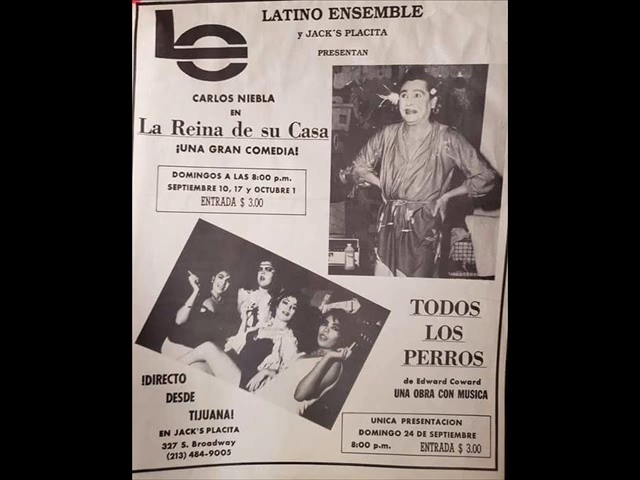 LE
LATINO ENSEMBLE
y JACK'S PLACITA
PRESENTAN
CARLOS NIEBLA
EN
La Reina de su Casa
¡UNA GRAN COMEDIA!
DOMINGOS A LAS 8:00 p.m.
SEPTIEMBRE 10, 17 y OCTUBRE 1
ENTRADA $ 3.00
TODOS
LOS
PERROS
de Edward Coward
UNA OBRA CON MUSICA
¡DIRECTO
DESDE
TIJUANA!
EN JACK'S PLACITA
327 S. Broadway
(213) 484-9005
UNICA PRESENTACION
DOMINGO 24 DE SEPTIEMBRE
8:00 p.m. ENTRADA $ 3.00